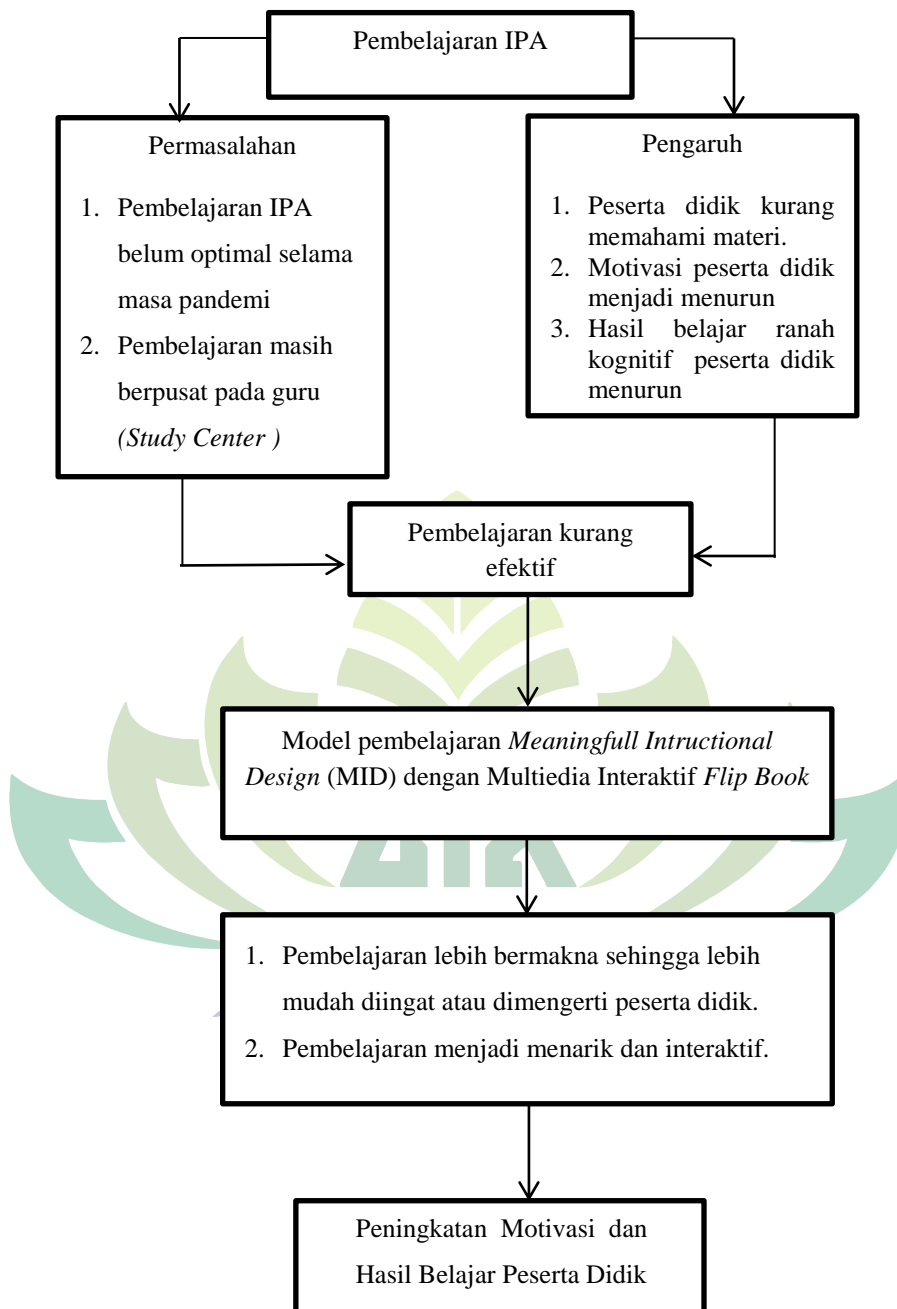 Pembelajaran IPA
Permasalahan
1. Pembelajaran IPA
belum optimal selama
masa pandemi
2. Pembelajaran masih
berpusat pada guru
(Study Center )
Pengaruh
1. Peserta didik kurang
memahami materi.
2. Motivasi peserta didik
menjadi menurun
3. Hasil belajar ranah
kognitif peserta didik
menurun
Pembelajaran kurang
efektif
Model pembelajaran Meaningfull Intructional
Design (MID) dengan Multiedia Interaktif Flip Book
1. Pembelajaran lebih bermakna sehingga lebih
mudah diingat atau dimengerti peserta didik.
2. Pembelajaran menjadi menarik dan interaktif.
Peningkatan Motivasi dan
Hasil Belajar Peserta Didik